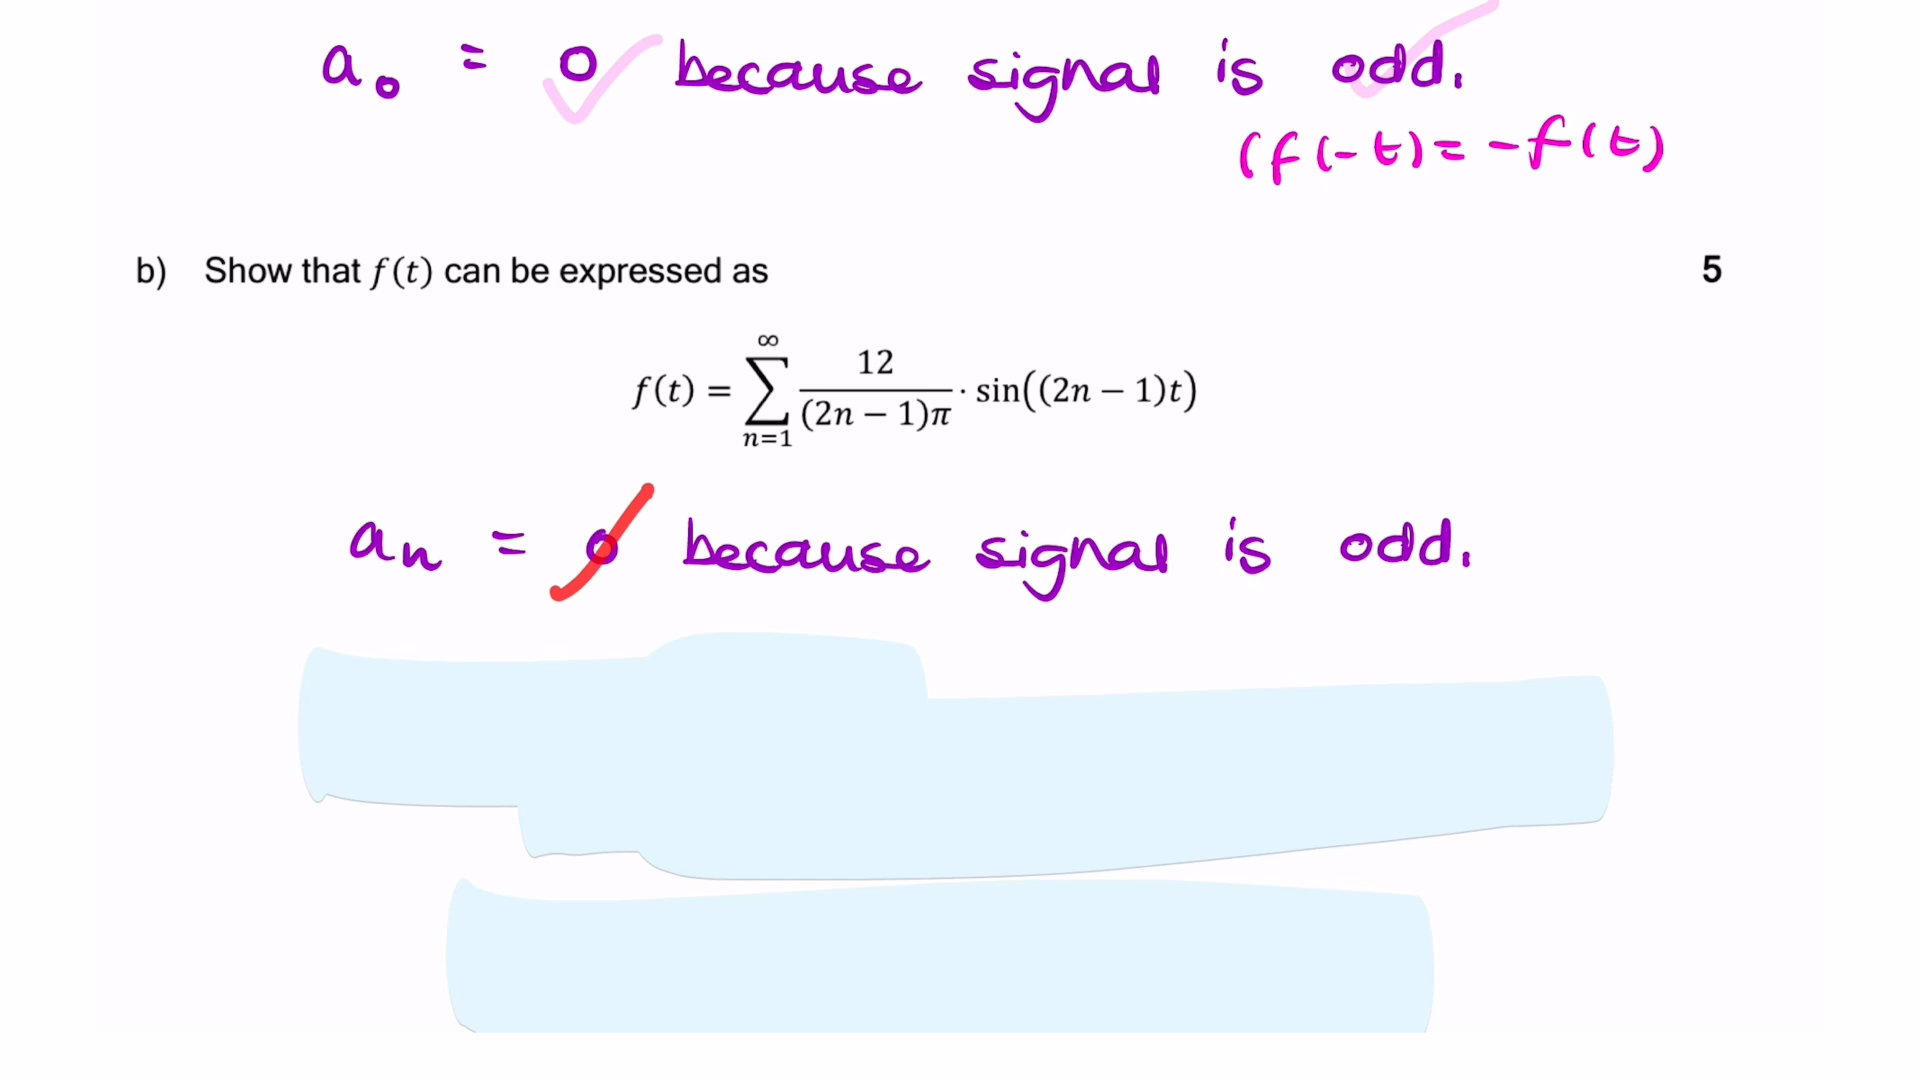 a₀ = 0 because signal is odd.
(f(-t) = -f(t)
b) Show that f(t) can be expressed as 5
f(t) = ∑_{n=1}^{∞} 12/((2n − 1)π) · sin((2n − 1)t)
aₙ = 0 because signal is odd.